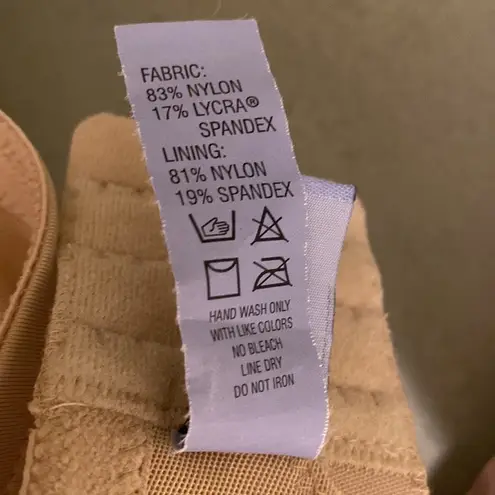 FABRIC:
83% NYLON
17% LYCRA®
SPANDEX
LINING:
81% NYLON
19% SPANDEX
HAND WASH ONLY
WITH LIKE COLORS
NO BLEACH
LINE DRY
DO NOT IRON